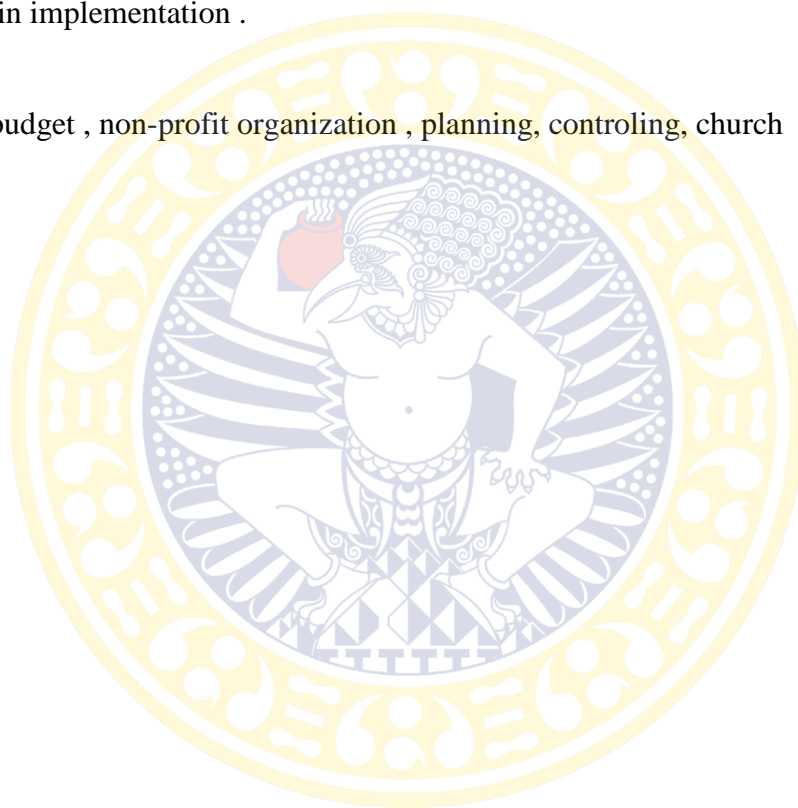 in implementation .
budget , non-profit organization , planning, controling, church